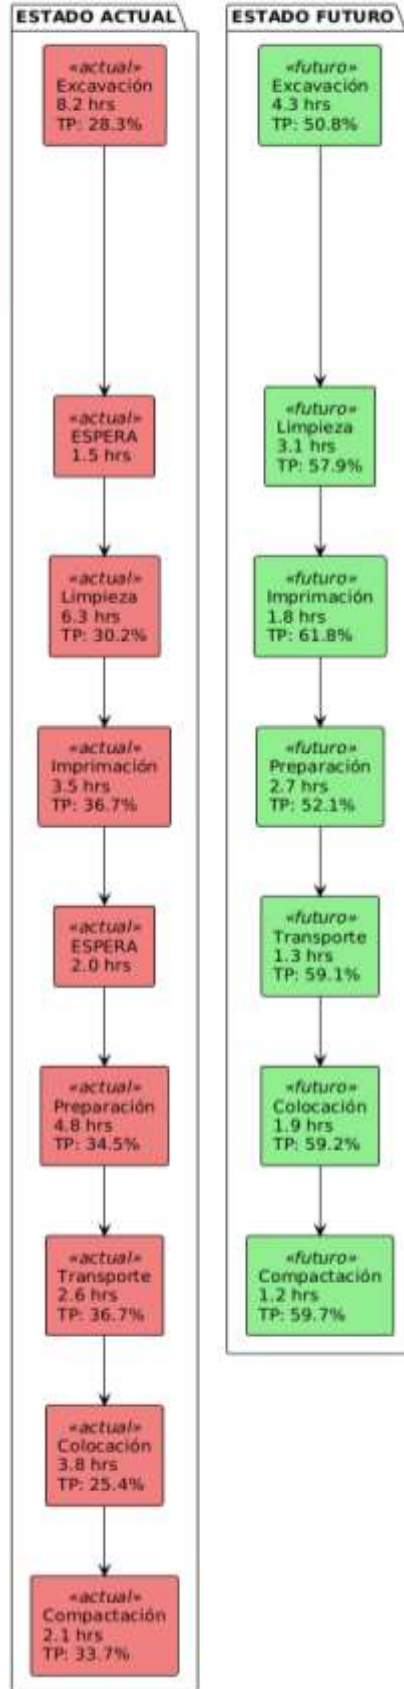 ESTADO ACTUAL
«actual»
Excavación
8.2 hrs
TP: 28.3%
«actual»
ESPERA
1.5 hrs
«actual»
Limpieza
6.3 hrs
TP: 30.2%
«actual»
Imprimación
3.5 hrs
TP: 36.7%
«actual»
ESPERA
2.0 hrs
«actual»
Preparación
4.8 hrs
TP: 34.5%
«actual»
Transporte
2.6 hrs
TP: 36.7%
«actual»
Colocación
3.8 hrs
TP: 25.4%
«actual»
Compactación
2.1 hrs
TP: 33.7%
ESTADO FUTURO
«futuro»
Excavación
4.3 hrs
TP: 50.8%
«futuro»
Limpieza
3.1 hrs
TP: 57.9%
«futuro»
Imprimación
1.8 hrs
TP: 61.8%
«futuro»
Preparación
2.7 hrs
TP: 52.1%
«futuro»
Transporte
1.3 hrs
TP: 59.1%
«futuro»
Colocación
1.9 hrs
TP: 59.2%
«futuro»
Compactación
1.2 hrs
TP: 59.7%